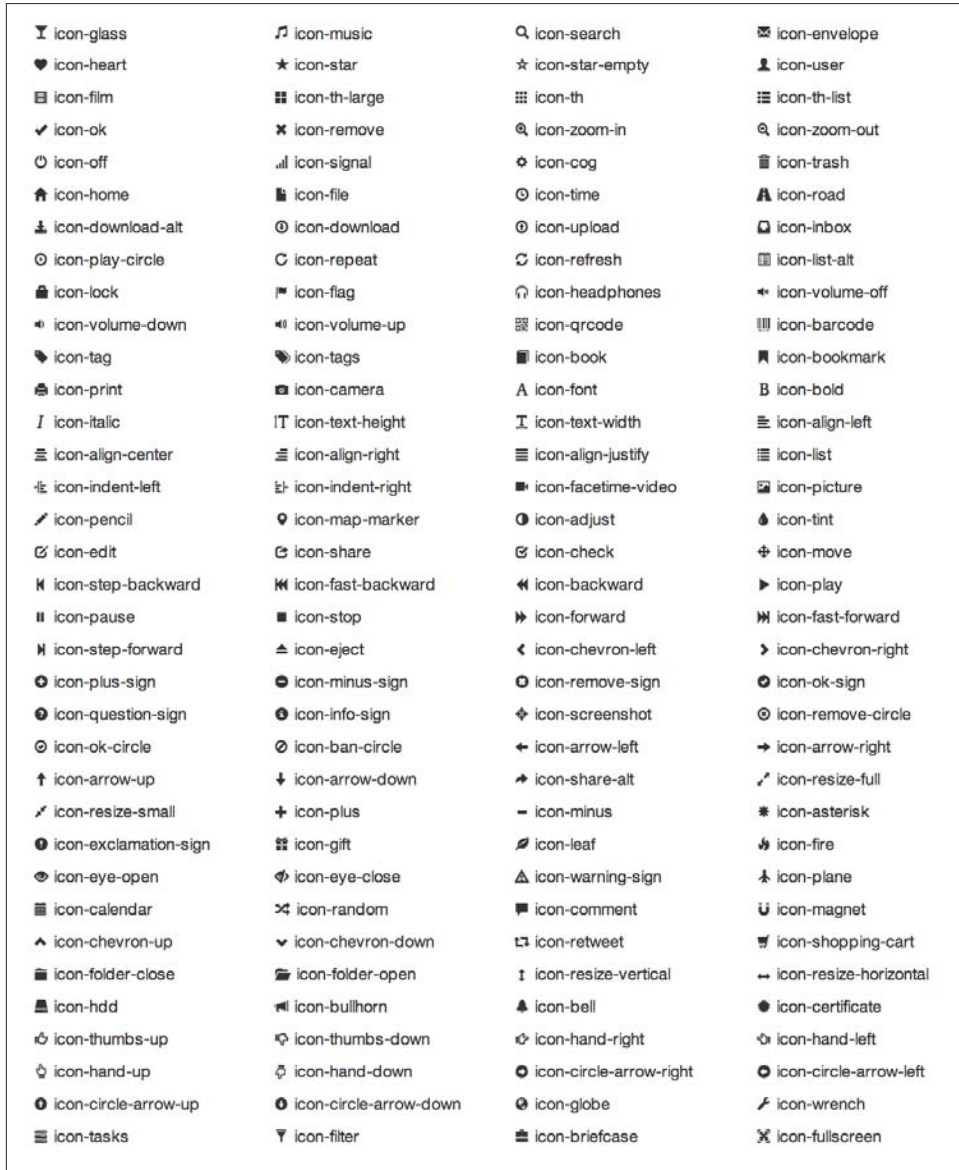 icon-glass icon-music icon-search icon-envelope
icon-heart icon-star icon-star-empty icon-user
icon-film icon-th-large icon-th icon-th-list
icon-ok icon-remove icon-zoom-in icon-zoom-out
icon-off icon-signal icon-cog icon-trash
icon-home icon-file icon-time icon-road
icon-download-alt icon-download icon-upload icon-inbox
icon-play-circle icon-repeat icon-refresh icon-list-alt
icon-lock icon-flag icon-headphones icon-volume-off
icon-volume-down icon-volume-up icon-qrcode icon-barcode
icon-tag icon-tags icon-book icon-bookmark
icon-print icon-camera icon-font icon-bold
icon-italic icon-text-height icon-text-width icon-align-left
icon-align-center icon-align-right icon-align-justify icon-list
icon-indent-left icon-indent-right icon-facetime-video icon-picture
icon-pencil icon-map-marker icon-adjust icon-tint
icon-edit icon-share icon-check icon-move
icon-step-backward icon-fast-backward icon-backward icon-play
icon-pause icon-stop icon-forward icon-fast-forward
icon-step-forward icon-eject icon-chevron-left icon-chevron-right
icon-plus-sign icon-minus-sign icon-remove-sign icon-ok-sign
icon-question-sign icon-info-sign icon-screenshot icon-remove-circle
icon-ok-circle icon-ban-circle icon-arrow-left icon-arrow-right
icon-arrow-up icon-arrow-down icon-share-alt icon-resize-full
icon-resize-small icon-plus icon-minus icon-asterisk
icon-exclamation-sign icon-gift icon-leaf icon-fire
icon-eye-open icon-eye-close icon-warning-sign icon-plane
icon-calendar icon-random icon-comment icon-magnet
icon-chevron-up icon-chevron-down icon-retweet icon-shopping-cart
icon-folder-close icon-folder-open icon-resize-vertical icon-resize-horizontal
icon-hdd icon-bullhorn icon-bell icon-certificate
icon-thumbs-up icon-thumbs-down icon-hand-right icon-hand-left
icon-hand-up icon-hand-down icon-circle-arrow-right icon-circle-arrow-left
icon-circle-arrow-up icon-circle-arrow-down icon-globe icon-wrench
icon-tasks icon-filter icon-briefcase icon-fullscreen